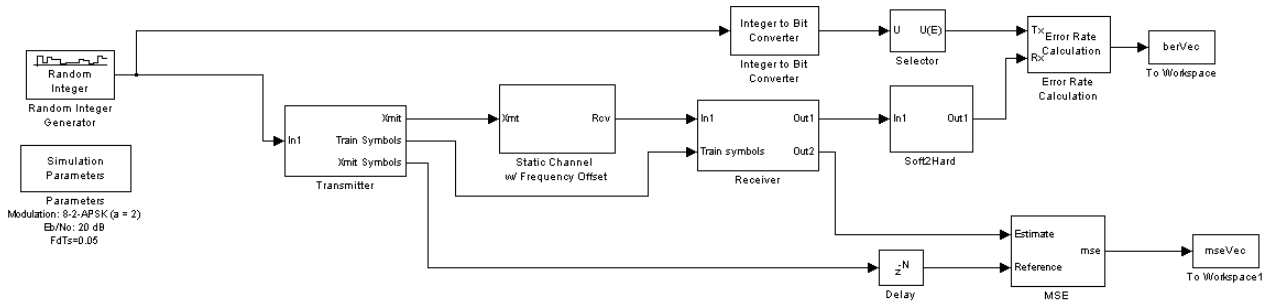 Random
Integer
Random Integer
Generator
Simulation
Parameters
Parameters
Modulation: 8-2-APSK (a = 2)
Eb/No: 20 dB
FdTs=0.05
In1
Xmit
Train Symbols
Xmit Symbols
Transmitter
Xmt
Rcv
Static Channel
w/ Frequency Offset
In1
Train symbols
Out1
Out2
Receiver
Integer to Bit
Converter
Integer to Bit
Converter
U
U(E)
Selector
In1
Out1
Soft2Hard
Tx
Rx
Error Rate
Calculation
Error Rate
Calculation
berVec
To Workspace
z-N
Delay
Estimate
Reference
mse
MSE
mseVec
To Workspace1